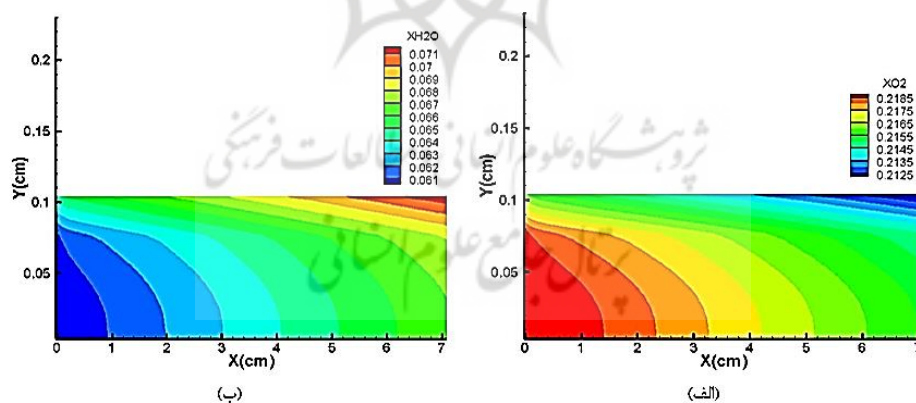 XH2O
0.071
0.07
0.069
0.068
0.067
0.066
0.065
0.064
0.063
0.062
0.061
Y(cm)
0.2
0.15
0.1
0.05
0 1 2 3 4 5 6 7
X(cm)
(ب)
XO2
0.2185
0.2175
0.2165
0.2155
0.2145
0.2135
0.2125
Y(cm)
0.2
0.15
0.1
0.05
0 1 2 3 4 5 6 7
X(cm)
(الف)
پژوهشگاه علوم انسانی و مطالعات فرهنگی
پرتال جامع علوم انسانی